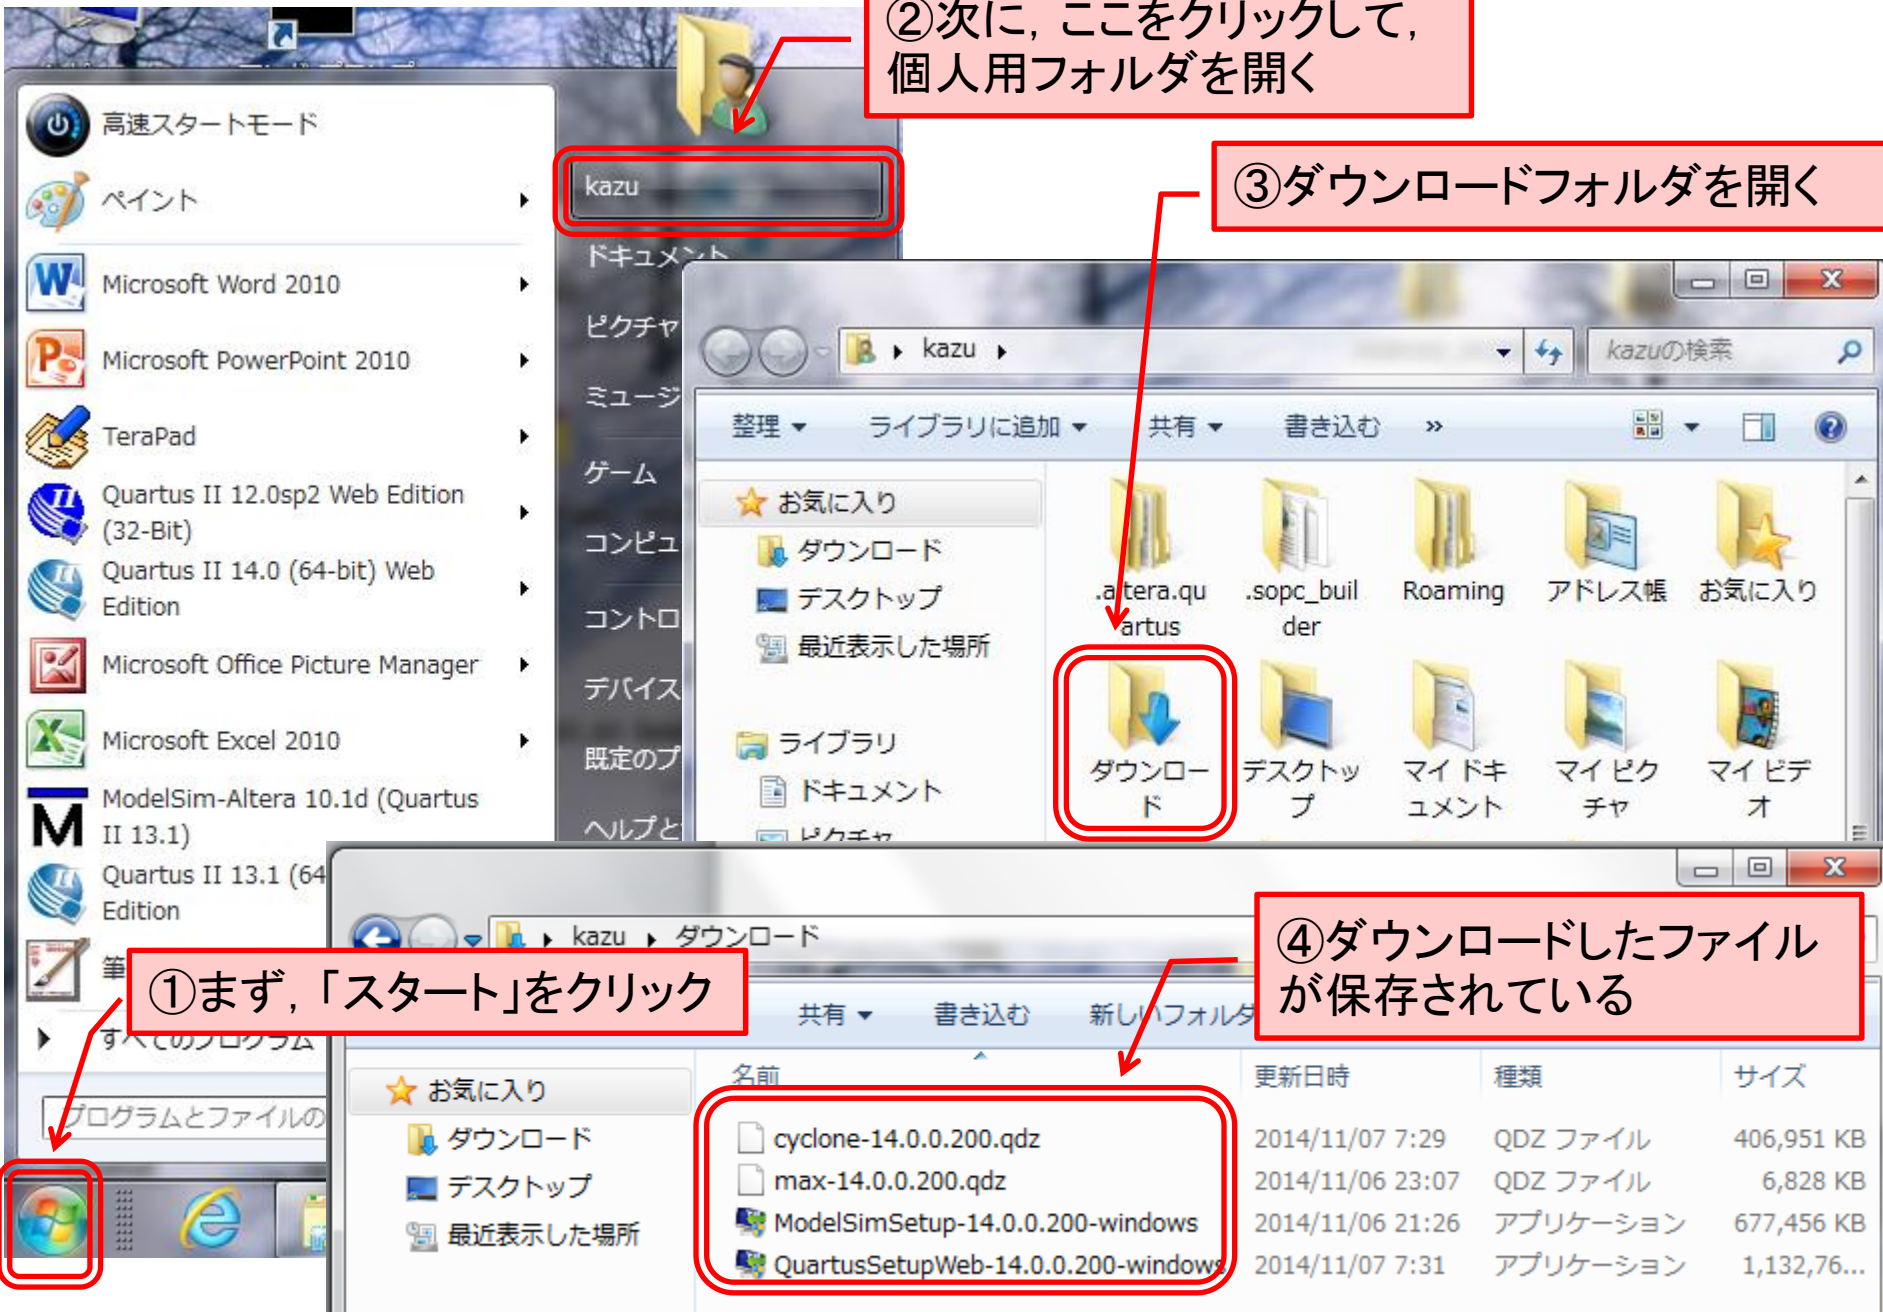 ②次に，ここをクリックして，
個人用フォルダを開く
高速スタートモード
ペイント
Microsoft Word 2010
Microsoft PowerPoint 2010
TeraPad
Quartus II 12.0sp2 Web Edition
(32-Bit)
Quartus II 14.0 (64-bit) Web
Edition
Microsoft Office Picture Manager
Microsoft Excel 2010
ModelSim-Altera 10.1d (Quartus
II 13.1)
Quartus II 13.1 (64
Edition
筆
すべてのプログラム
プログラムとファイルの
kazu
ドキュメント
ピクチャ
ミュージ
ゲーム
コンピュ
コントロ
デバイス
既定のプ
ヘルプと
③ダウンロードフォルダを開く
kazu
kazuの検索
整理
ライブラリに追加
共有
書き込む
»
お気に入り
ダウンロード
デスクトップ
最近表示した場所
ライブラリ
ドキュメント
ピクチャ
.altera.qu
artus
.sopc_buil
der
Roaming
アドレス帳
お気に入り
ダウンロー
ド
デスクトッ
プ
マイ ドキ
ュメント
マイ ピク
チャ
マイ ビデ
オ
①まず，「スタート」をクリック
④ダウンロードしたファイル
が保存されている
kazu
ダウンロード
共有
書き込む
新しいフォルダ
お気に入り
ダウンロード
デスクトップ
最近表示した場所
名前 更新日時 種類 サイズ
cyclone-14.0.0.200.qdz 2014/11/07 7:29 QDZ ファイル 406,951 KB
max-14.0.0.200.qdz 2014/11/06 23:07 QDZ ファイル 6,828 KB
ModelSimSetup-14.0.0.200-windows 2014/11/06 21:26 アプリケーション 677,456 KB
QuartusSetupWeb-14.0.0.200-windows 2014/11/07 7:31 アプリケーション 1,132,76...